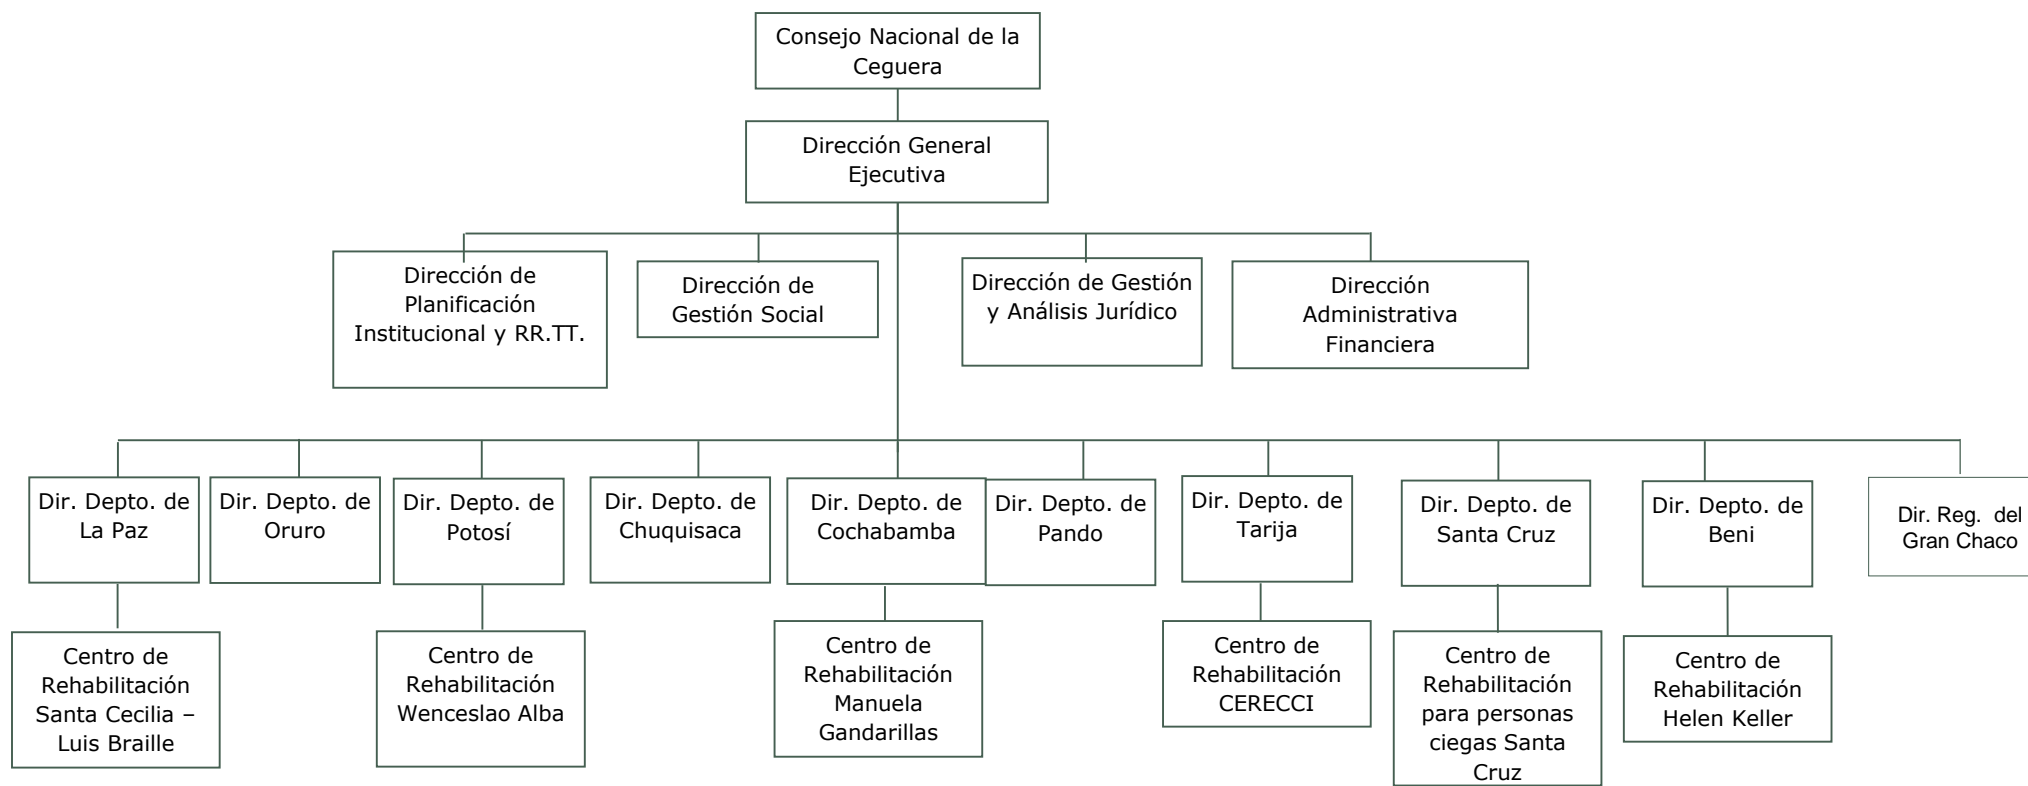 Consejo Nacional de la
Ceguera
Dirección General
Ejecutiva
Dirección de
Planificación
Institucional y RR.TT.
Dirección de
Gestión Social
Dirección de Gestión
y Análisis Jurídico
Dirección
Administrativa
Financiera
Dir. Depto. de
La Paz
Dir. Depto. de
Oruro
Dir. Depto. de
Potosí
Dir. Depto. de
Chuquisaca
Dir. Depto. de
Cochabamba
Dir. Depto. de
Pando
Dir. Depto. de
Tarija
Dir. Depto. de
Santa Cruz
Dir. Depto. de
Beni
Dir. Reg. del
Gran Chaco
Centro de
Rehabilitación
Santa Cecilia –
Luis Braille
Centro de
Rehabilitación
Wenceslao Alba
Centro de
Rehabilitación
Manuela
Gandarillas
Centro de
Rehabilitación
CERECCI
Centro de
Rehabilitación
para personas
ciegas Santa
Cruz
Centro de
Rehabilitación
Helen Keller